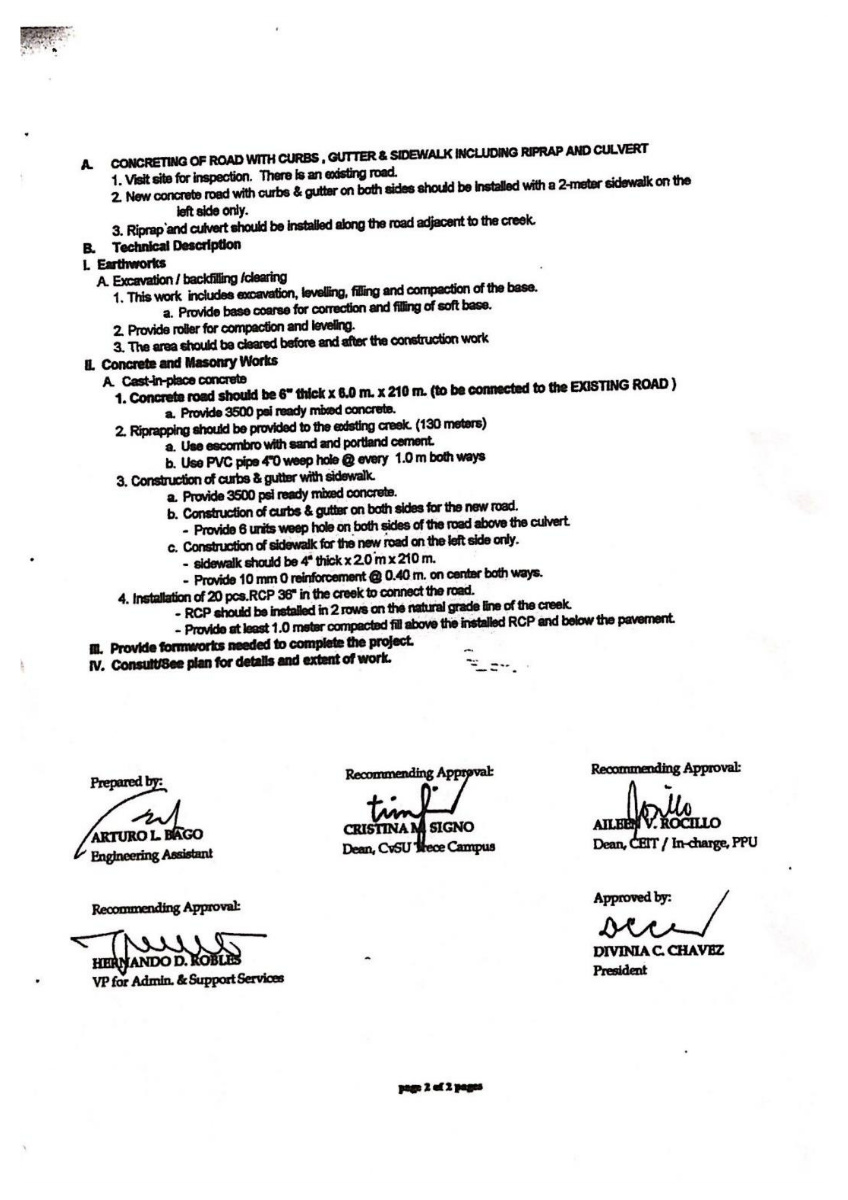 A. CONCRETING OF ROAD WITH CURBS , GUTTER & SIDEWALK INCLUDING RIPRAP AND CULVERT
1. Visit site for inspection. There is an existing road.
2. New concrete road with curbs & gutter on both sides should be installed with a 2-meter sidewalk on the
left side only.
3. Riprap and culvert should be installed along the road adjacent to the creek.
B. Technical Description
I. Earthworks
A. Excavation / backfilling /clearing
1. This work includes excavation, levelling, filling and compaction of the base.
a. Provide base coarse for correction and filling of soft base.
2. Provide roller for compaction and leveling.
3. The area should be cleared before and after the construction work
II. Concrete and Masonry Works
A. Cast-in-place concrete
1. Concrete road should be 6" thick x 6.0 m. x 210 m. (to be connected to the EXISTING ROAD )
a. Provide 3500 psi ready mixed concrete.
2. Riprapping should be provided to the existing creek. (130 meters)
a. Use escombro with sand and portland cement.
b. Use PVC pipe 4"0 weep hole @ every 1.0 m both ways
3. Construction of curbs & gutter with sidewalk.
a. Provide 3500 psi ready mixed concrete.
b. Construction of curbs & gutter on both sides for the new road.
- Provide 6 units weep hole on both sides of the road above the culvert.
c. Construction of sidewalk for the new road on the left side only.
- sidewalk should be 4" thick x 2.0 m x 210 m.
- Provide 10 mm 0 reinforcement @ 0.40 m. on center both ways.
4. Installation of 20 pcs.RCP 36" in the creek to connect the road.
- RCP should be installed in 2 rows on the natural grade line of the creek.
- Provide at least 1.0 meter compacted fill above the installed RCP and below the pavement.
III. Provide formworks needed to complete the project.
IV. Consult/See plan for details and extent of work.
Prepared by:
ARTURO L. BAGO
Engineering Assistant
Recommending Approval:
CRISTINA M. SIGNO
Dean, CvSU Trece Campus
Recommending Approval:
AILEEN V. ROCILLO
Dean, CEIT / In-charge, PPU
Recommending Approval:
HERNANDO D. ROBLES
VP for Admin. & Support Services
Approved by:
DIVINIA C. CHAVEZ
President
page 2 of 2 pages